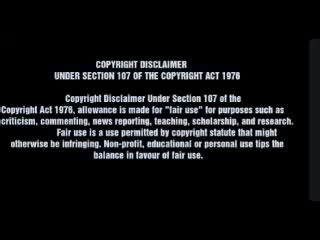 COPYRIGHT DISCLAIMER
UNDER SECTION 107 OF THE COPYRIGHT ACT 1976
Copyright Disclaimer Under Section 107 of the
Copyright Act 1976, allowance is made for "fair use" for purposes such as
criticism, commenting, news reporting, teaching, scholarship, and research.
Fair use is a use permitted by copyright statute that might
otherwise be infringing. Non-profit, educational or personal use tips the
balance in favour of fair use.